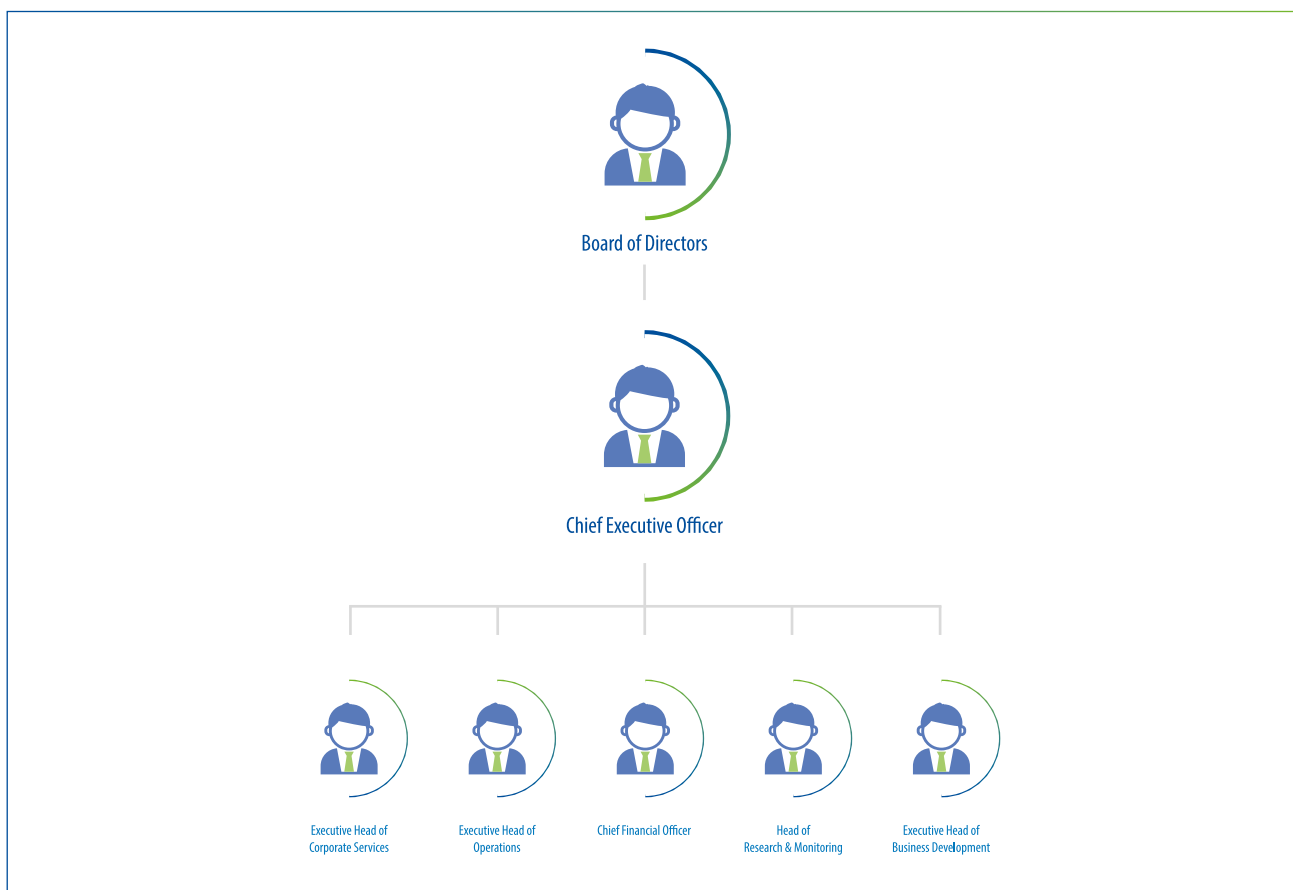 Board of Directors
Chief Executive Officer
Executive Head of
Corporate Services
Executive Head of
Operations
Chief Financial Officer
Head of
Research & Monitoring
Executive Head of
Business Development